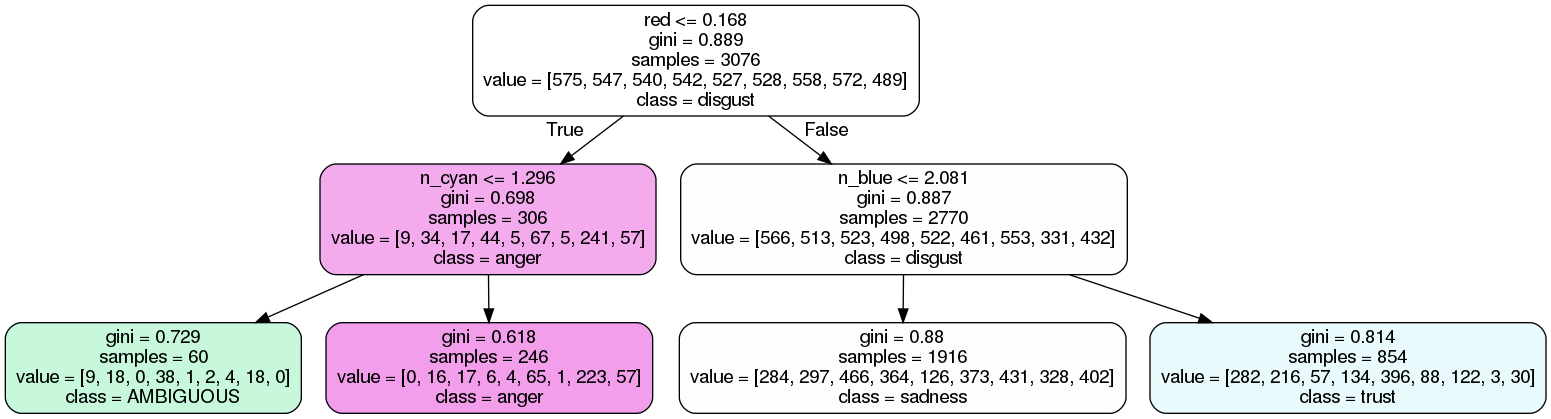 red <= 0.168
gini = 0.889
samples = 3076
value = [575, 547, 540, 542, 527, 528, 558, 572, 489]
class = disgust
True
False
n_cyan <= 1.296
gini = 0.698
samples = 306
value = [9, 34, 17, 44, 5, 67, 5, 241, 57]
class = anger
n_blue <= 2.081
gini = 0.887
samples = 2770
value = [566, 513, 523, 498, 522, 461, 553, 331, 432]
class = disgust
gini = 0.729
samples = 60
value = [9, 18, 0, 38, 1, 2, 4, 18, 0]
class = AMBIGUOUS
gini = 0.618
samples = 246
value = [0, 16, 17, 6, 4, 65, 1, 223, 57]
class = anger
gini = 0.88
samples = 1916
value = [284, 297, 466, 364, 126, 373, 431, 328, 402]
class = sadness
gini = 0.814
samples = 854
value = [282, 216, 57, 134, 396, 88, 122, 3, 30]
class = trust